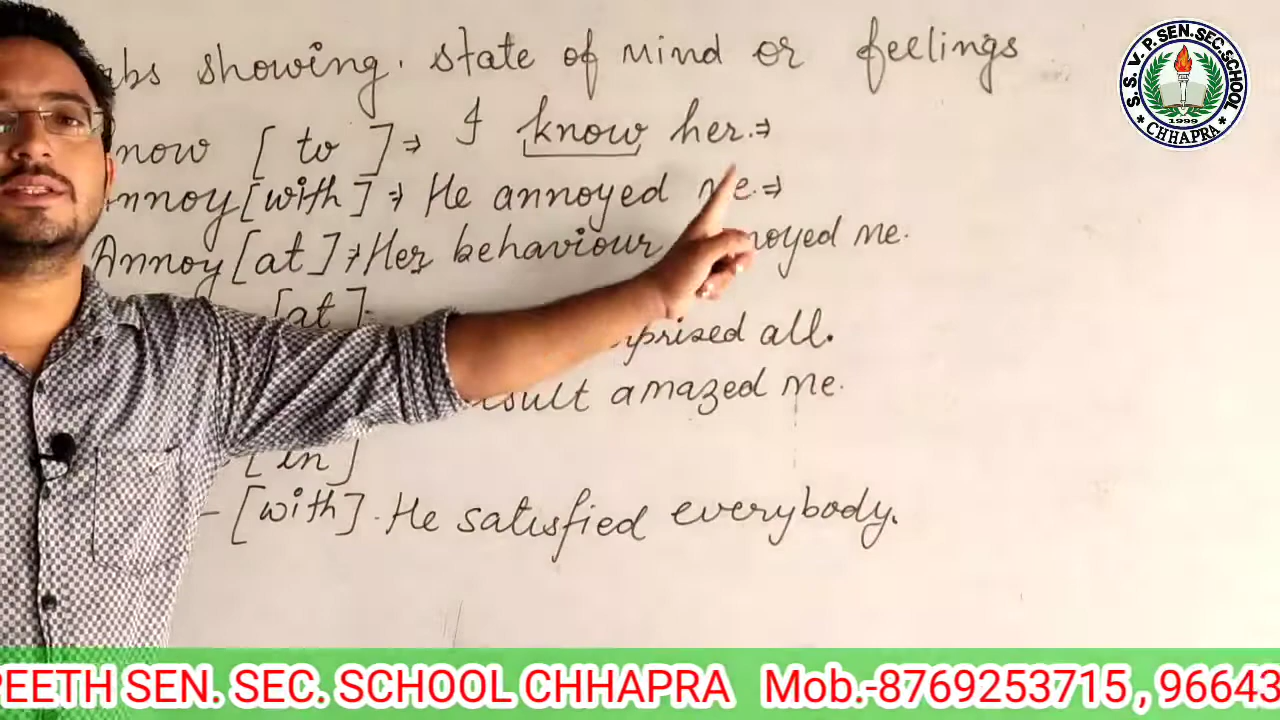 showing. state of mind or feelings
now [to] ⇒ I know her. ⇒
Annoy [with] ⇒ He annoyed me. ⇒
Annoy [at] ⇒ Her behaviour noyed me.
[at]- prised all.
sult amazed me.
[in]
- [with]. He satisfied everybody.
S. S. V. P. SEN. SEC. SCHOOL
1999
CHHAPRA
PEETH SEN. SEC. SCHOOL CHHAPRA Mob.-8769253715 , 96643